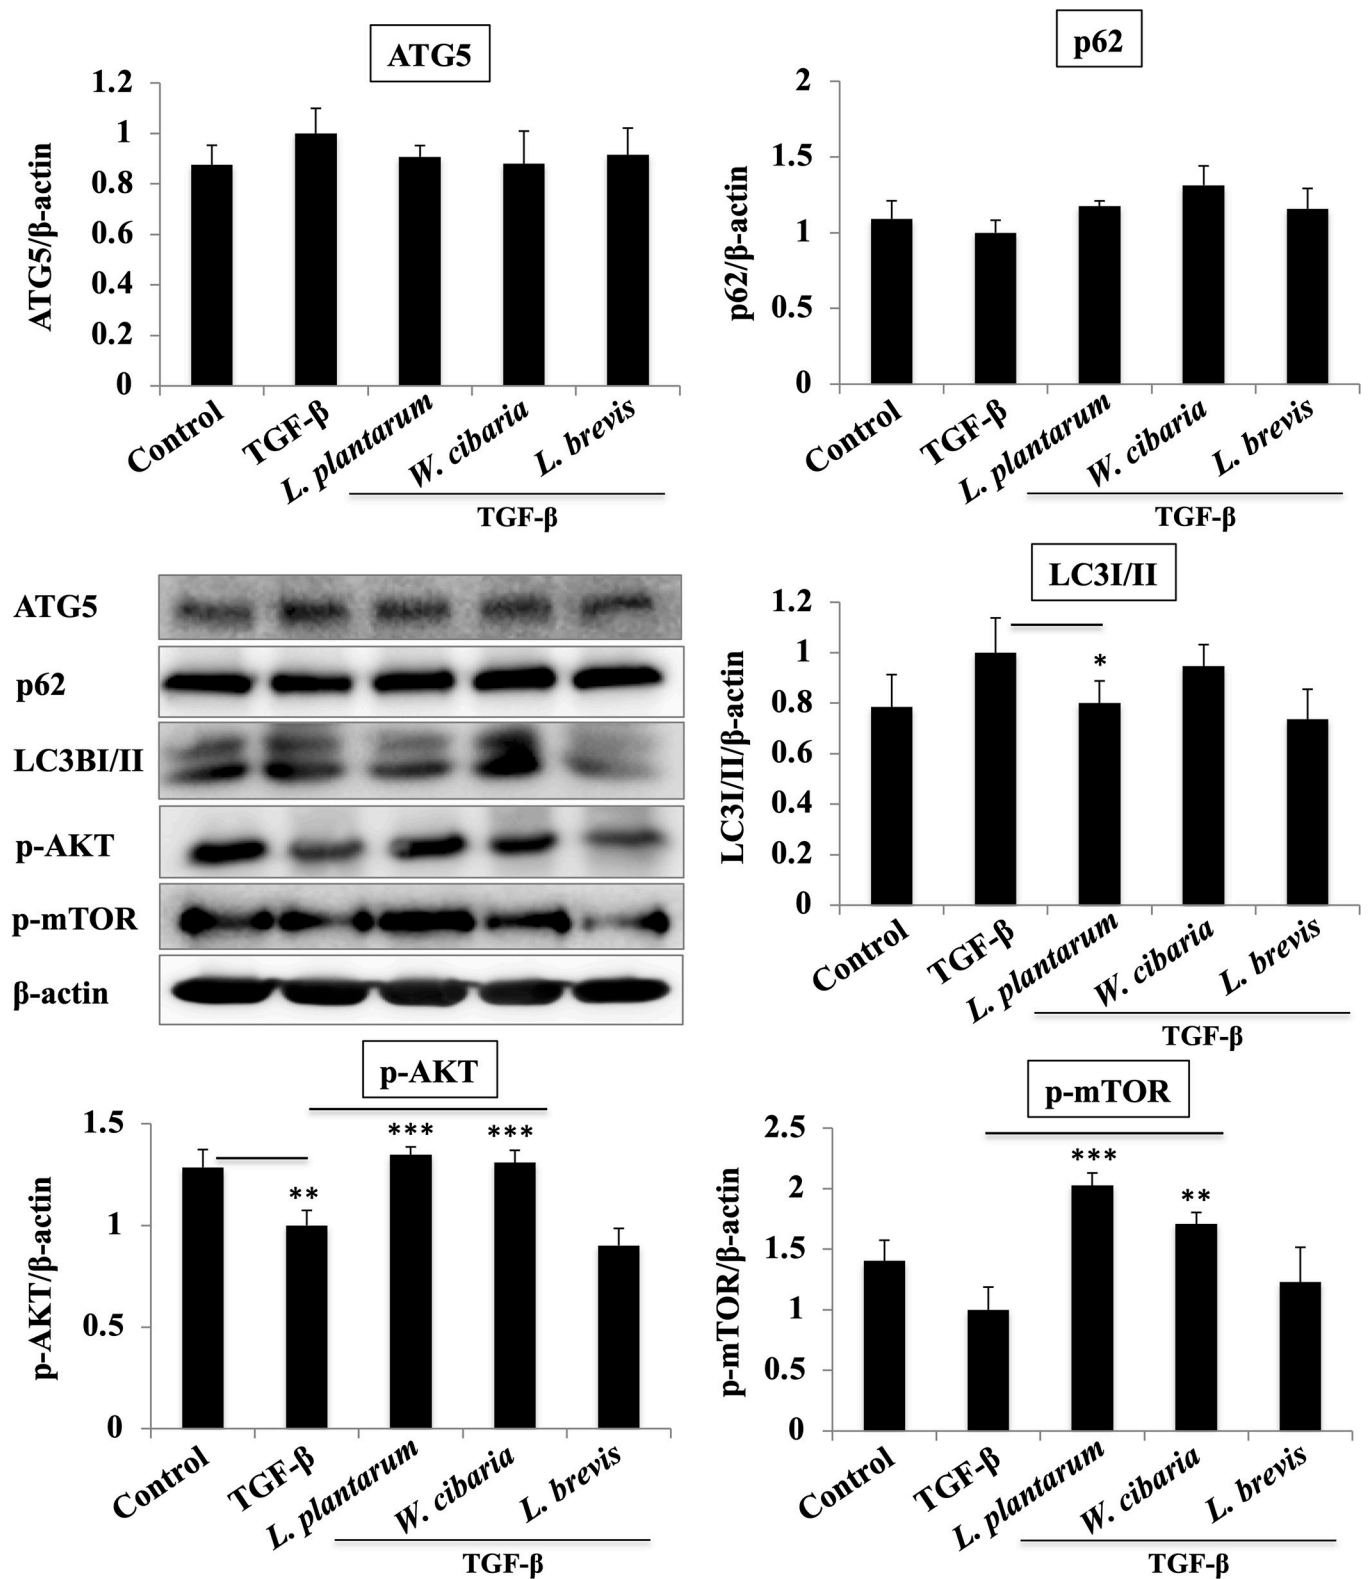 ATG5
ATG5/β-actin
1.2
1
0.8
0.6
0.4
0.2
0
Control
TGF-β
L. plantarum
W. cibaria
L. brevis
TGF-β
p62
p62/β-actin
2
1.5
1
0.5
0
Control
TGF-β
L. plantarum
W. cibaria
L. brevis
TGF-β
ATG5
p62
LC3BI/II
p-AKT
p-mTOR
β-actin
LC3I/II
LC3I/II/β-actin
1.2
1
0.8
0.6
0.4
0.2
0
*
Control
TGF-β
L. plantarum
W. cibaria
L. brevis
TGF-β
p-AKT
p-AKT/β-actin
1.5
1
0.5
0
**
***
***
Control
TGF-β
L. plantarum
W. cibaria
L. brevis
TGF-β
p-mTOR
p-mTOR/β-actin
2.5
2
1.5
1
0.5
0
***
**
Control
TGF-β
L. plantarum
W. cibaria
L. brevis
TGF-β